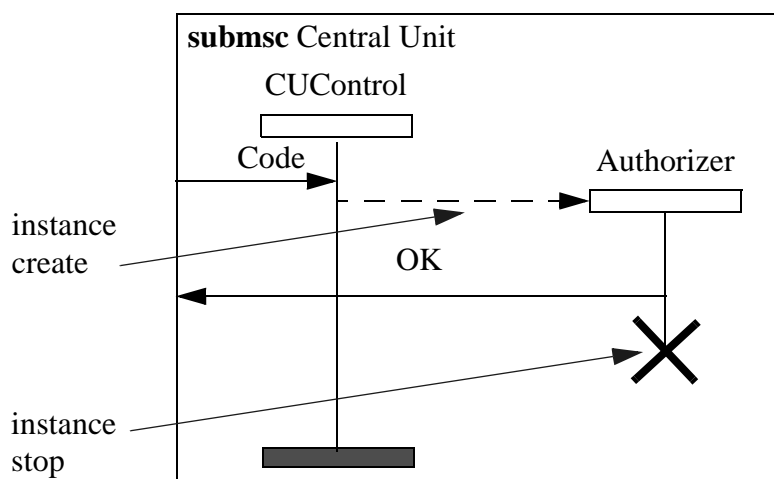 submsc Central Unit
CUControl
Code
Authorizer
instance
create
OK
instance
stop